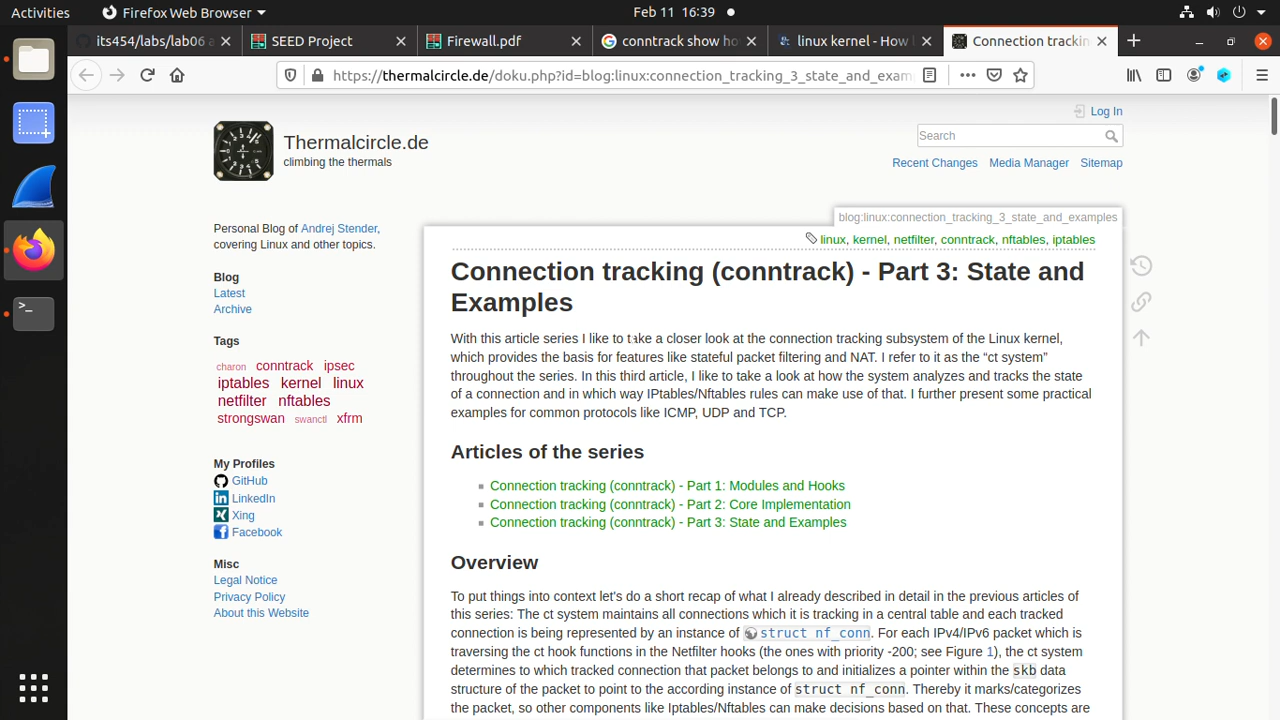 Activities
Firefox Web Browser
Feb 11 16:39
its454/labs/lab06 a
SEED Project
Firewall.pdf
conntrack show ho
linux kernel - How
Connection trackin
https://thermalcircle.de/doku.php?id=blog:linux:connection_tracking_3_state_and_exam
Log In
Thermalcircle.de
climbing the thermals
Search
Recent Changes Media Manager Sitemap
blog:linux:connection_tracking_3_state_and_examples
Personal Blog of Andrej Stender,
covering Linux and other topics.
Blog
Latest
Archive
Tags
charon conntrack ipsec
iptables kernel linux
netfilter nftables
strongswan swanctl xfrm
My Profiles
GitHub
LinkedIn
Xing
Facebook
Misc
Legal Notice
Privacy Policy
About this Website
linux, kernel, netfilter, conntrack, nftables, iptables
Connection tracking (conntrack) - Part 3: State and
Examples
With this article series I like to take a closer look at the connection tracking subsystem of the Linux kernel,
which provides the basis for features like stateful packet filtering and NAT. I refer to it as the “ct system”
throughout the series. In this third article, I like to take a look at how the system analyzes and tracks the state
of a connection and in which way IPtables/Nftables rules can make use of that. I further present some practical
examples for common protocols like ICMP, UDP and TCP.
Articles of the series
Connection tracking (conntrack) - Part 1: Modules and Hooks
Connection tracking (conntrack) - Part 2: Core Implementation
Connection tracking (conntrack) - Part 3: State and Examples
Overview
To put things into context let's do a short recap of what I already described in detail in the previous articles of
this series: The ct system maintains all connections which it is tracking in a central table and each tracked
connection is being represented by an instance of struct nf_conn. For each IPv4/IPv6 packet which is
traversing the ct hook functions in the Netfilter hooks (the ones with priority -200; see Figure 1), the ct system
determines to which tracked connection that packet belongs to and initializes a pointer within the skb data
structure of the packet to point to the according instance of struct nf_conn. Thereby it marks/categorizes
the packet, so other components like Iptables/Nftables can make decisions based on that. These concepts are